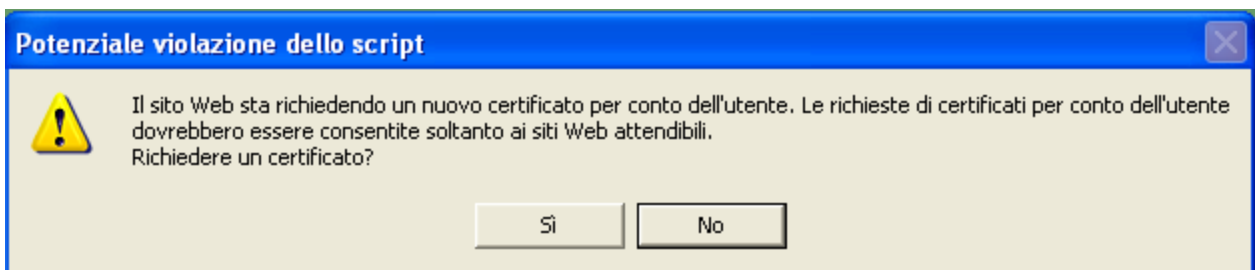 Potenziale violazione dello script
Il sito Web sta richiedendo un nuovo certificato per conto dell'utente. Le richieste di certificati per conto dell'utente
dovrebbero essere consentite soltanto ai siti Web attendibili.
Richiedere un certificato?
Sì
No